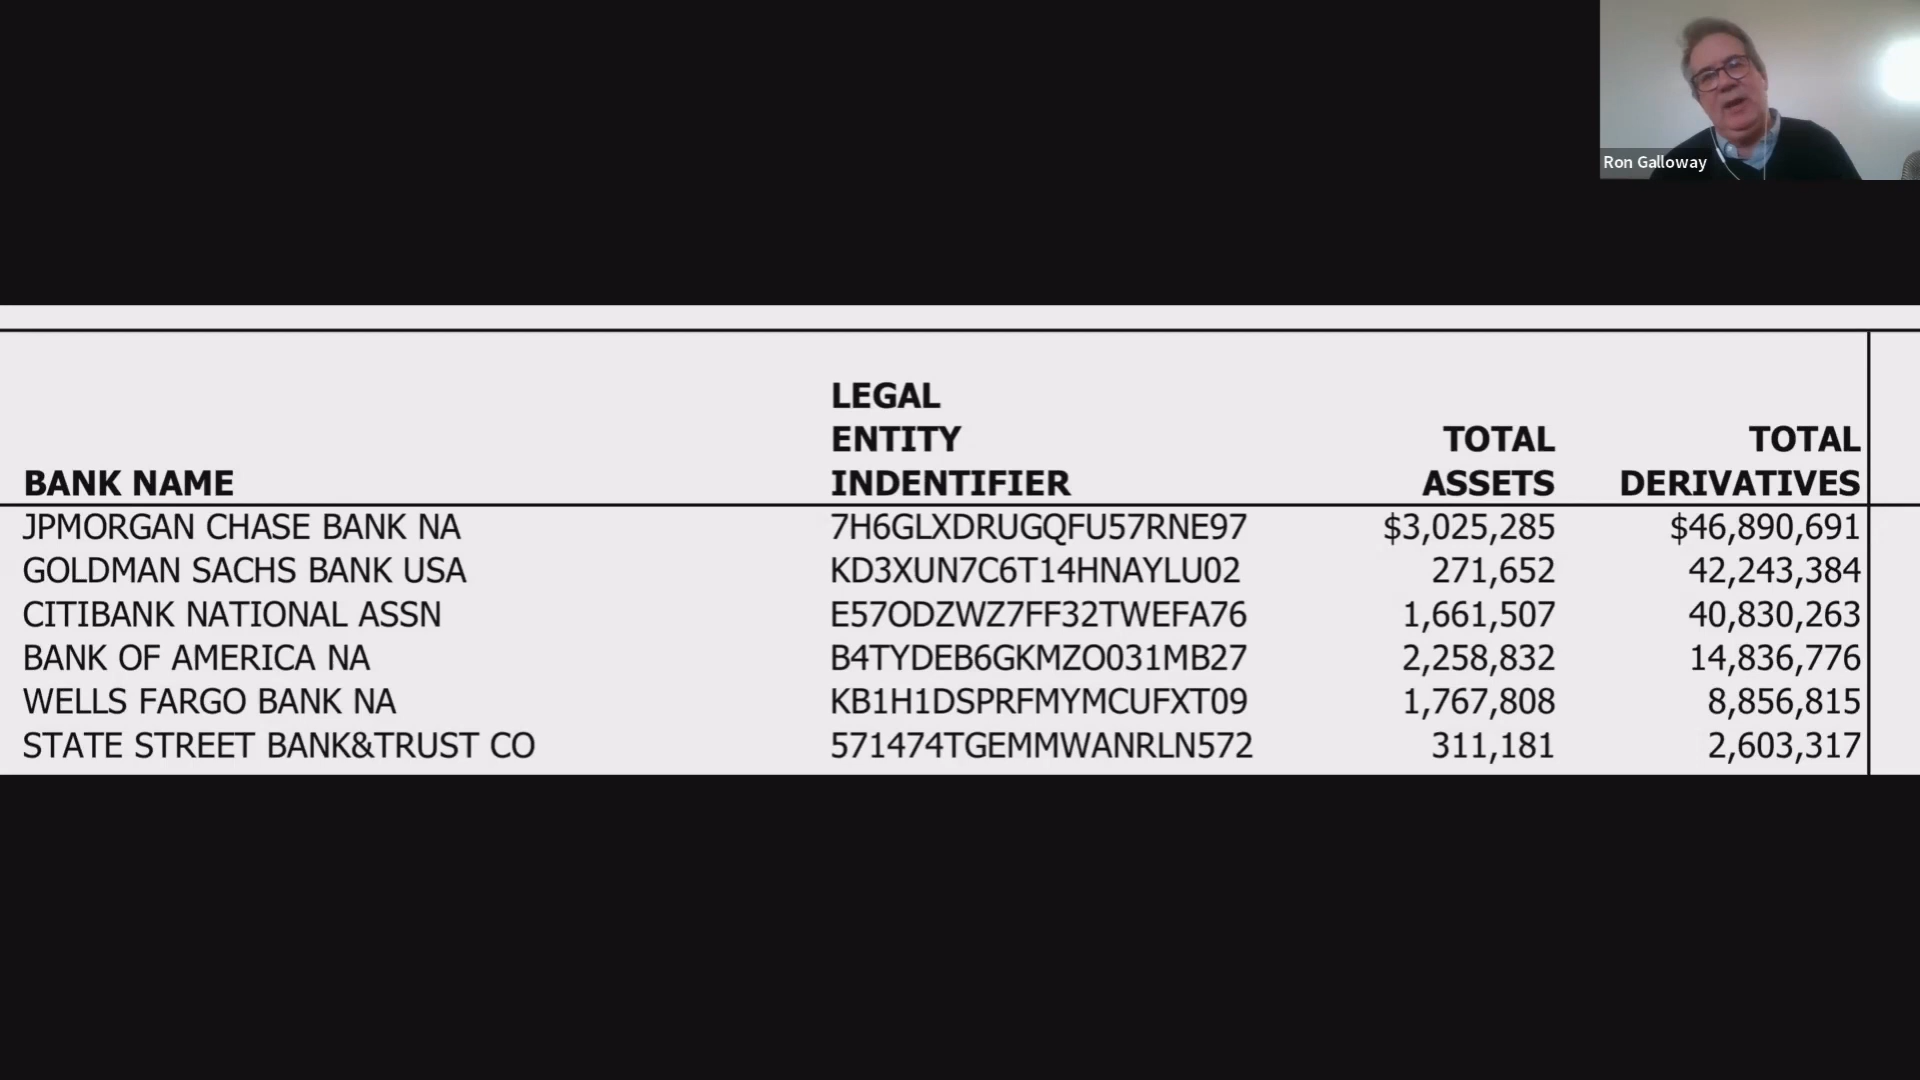 Ron Galloway
LEGAL
ENTITY TOTAL TOTAL
BANK NAME INDENTIFIER ASSETS DERIVATIVES
JPMORGAN CHASE BANK NA 7H6GLXDRUGQFU57RNE97 $3,025,285 $46,890,691
GOLDMAN SACHS BANK USA KD3XUN7C6T14HNAYLU02 271,652 42,243,384
CITIBANK NATIONAL ASSN E57ODZWZ7FF32TWEFA76 1,661,507 40,830,263
BANK OF AMERICA NA B4TYDEB6GKMZO031MB27 2,258,832 14,836,776
WELLS FARGO BANK NA KB1H1DSPRFMYMCUFXT09 1,767,808 8,856,815
STATE STREET BANK&TRUST CO 571474TGEMMWANRLN572 311,181 2,603,317